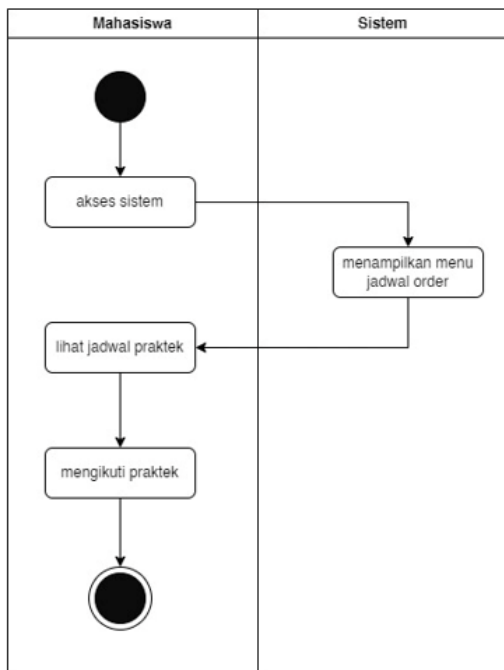 Mahasiswa
Sistem
akses sistem
menampilkan menu
jadwal order
lihat jadwal praktek
mengikuti praktek